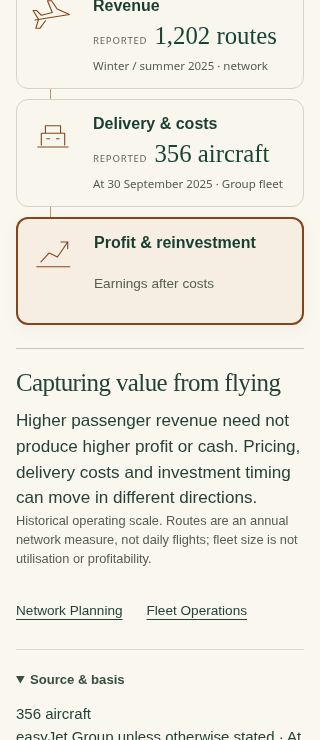 Revenue
REPORTED 1,202 routes
Winter / summer 2025 · network
Delivery & costs
REPORTED 356 aircraft
At 30 September 2025 · Group fleet
Profit & reinvestment
Earnings after costs
Capturing value from flying
Higher passenger revenue need not
produce higher profit or cash. Pricing,
delivery costs and investment timing
can move in different directions.
Historical operating scale. Routes are an annual
network measure, not daily flights; fleet size is not
utilisation or profitability.
Network Planning Fleet Operations
▼ Source & basis
356 aircraft
easyJet Group unless otherwise stated · At